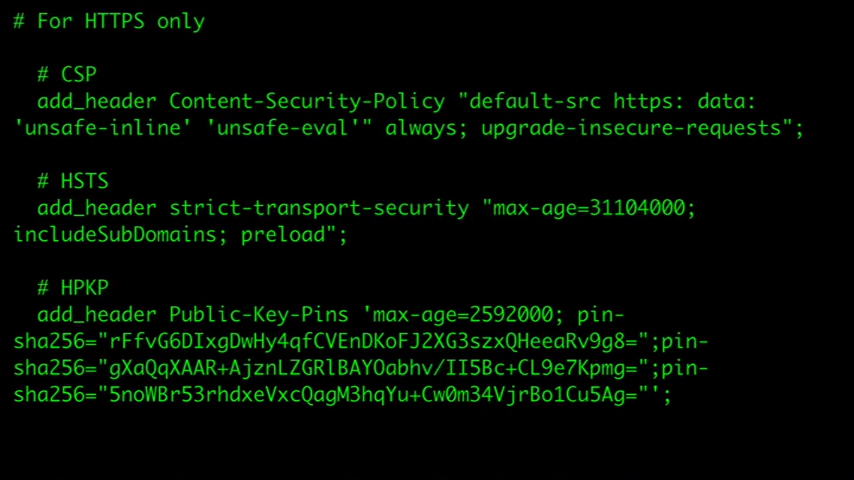 # For HTTPS only
# CSP
add_header Content-Security-Policy "default-src https: data:
'unsafe-inline' 'unsafe-eval'" always; upgrade-insecure-requests";
# HSTS
add_header strict-transport-security "max-age=31104000;
includeSubDomains; preload";
# HPKP
add_header Public-Key-Pins 'max-age=2592000; pin-
sha256="rFfvG6DIxgDwHy4qfCVEnDKoFJ2XG3szxQHeeaRv9g8=";pin-
sha256="gXaQqXAAR+AjznLZGRlBAYOabhv/II5Bc+CL9e7Kpmg=";pin-
sha256="5noWBr53rhdxeVxcQagM3hqYu+Cw0m34VjrBo1Cu5Ag="';